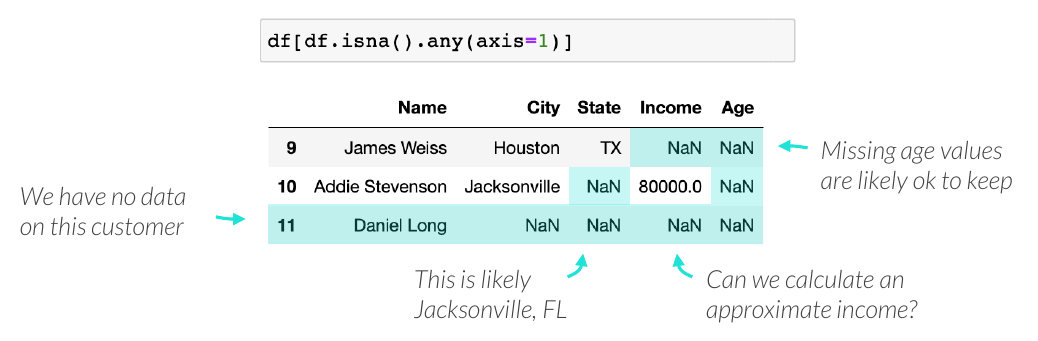 df[df.isna().any(axis=1)]
Name City State Income Age
9 James Weiss Houston TX NaN NaN
10 Addie Stevenson Jacksonville NaN 80000.0 NaN
11 Daniel Long NaN NaN NaN NaN
Missing age values
are likely ok to keep
We have no data
on this customer
This is likely
Jacksonville, FL
Can we calculate an
approximate income?